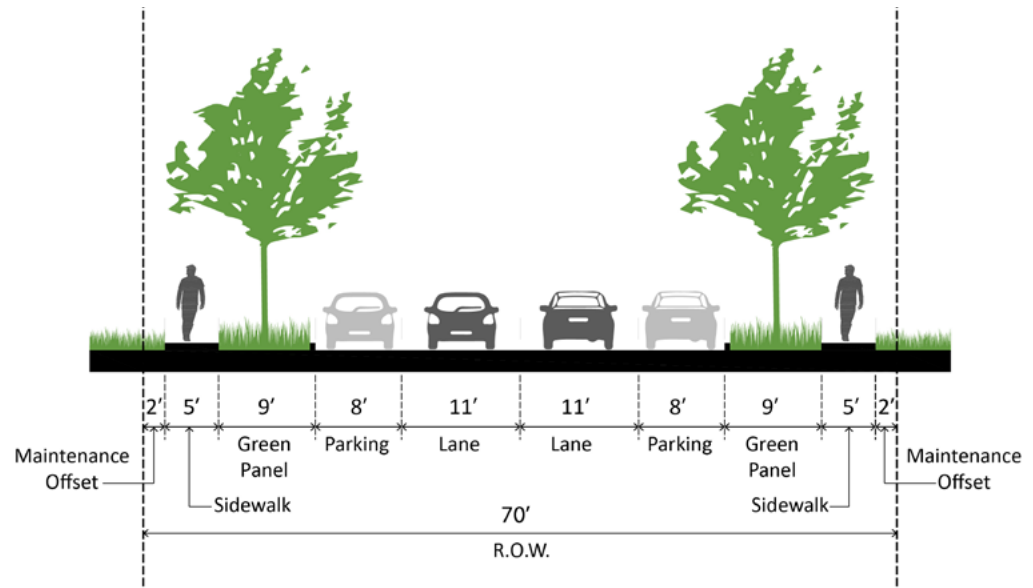 2′ 5′ 9′ 8′ 11′ 11′ 8′ 9′ 5′ 2′
Green Panel
Parking
Lane
Lane
Parking
Green Panel
Maintenance Offset
Maintenance Offset
Sidewalk
Sidewalk
70′
R.O.W.